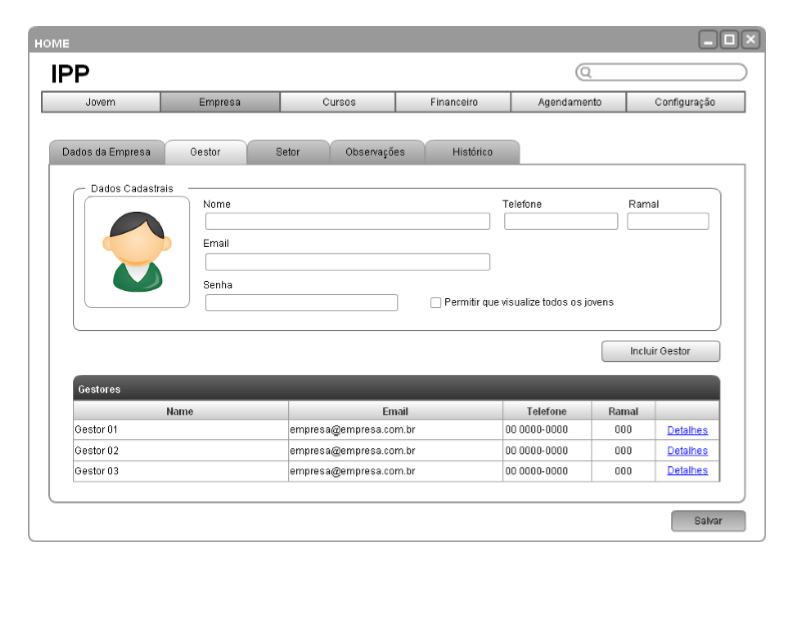 HOME
IPP
Jovem Empresa Cursos Financeiro Agendamento Configuração
Dados da Empresa Gestor Setor Observações Histórico
Dados Cadastrais
Nome Telefone Ramal
Email
Senha
Permitir que visualize todos os jovens
Incluir Gestor
Gestores
Name Email Telefone Ramal
Gestor 01 empresa@empresa.com.br 00 0000-0000 000 Detalhes
Gestor 02 empresa@empresa.com.br 00 0000-0000 000 Detalhes
Gestor 03 empresa@empresa.com.br 00 0000-0000 000 Detalhes
Salvar